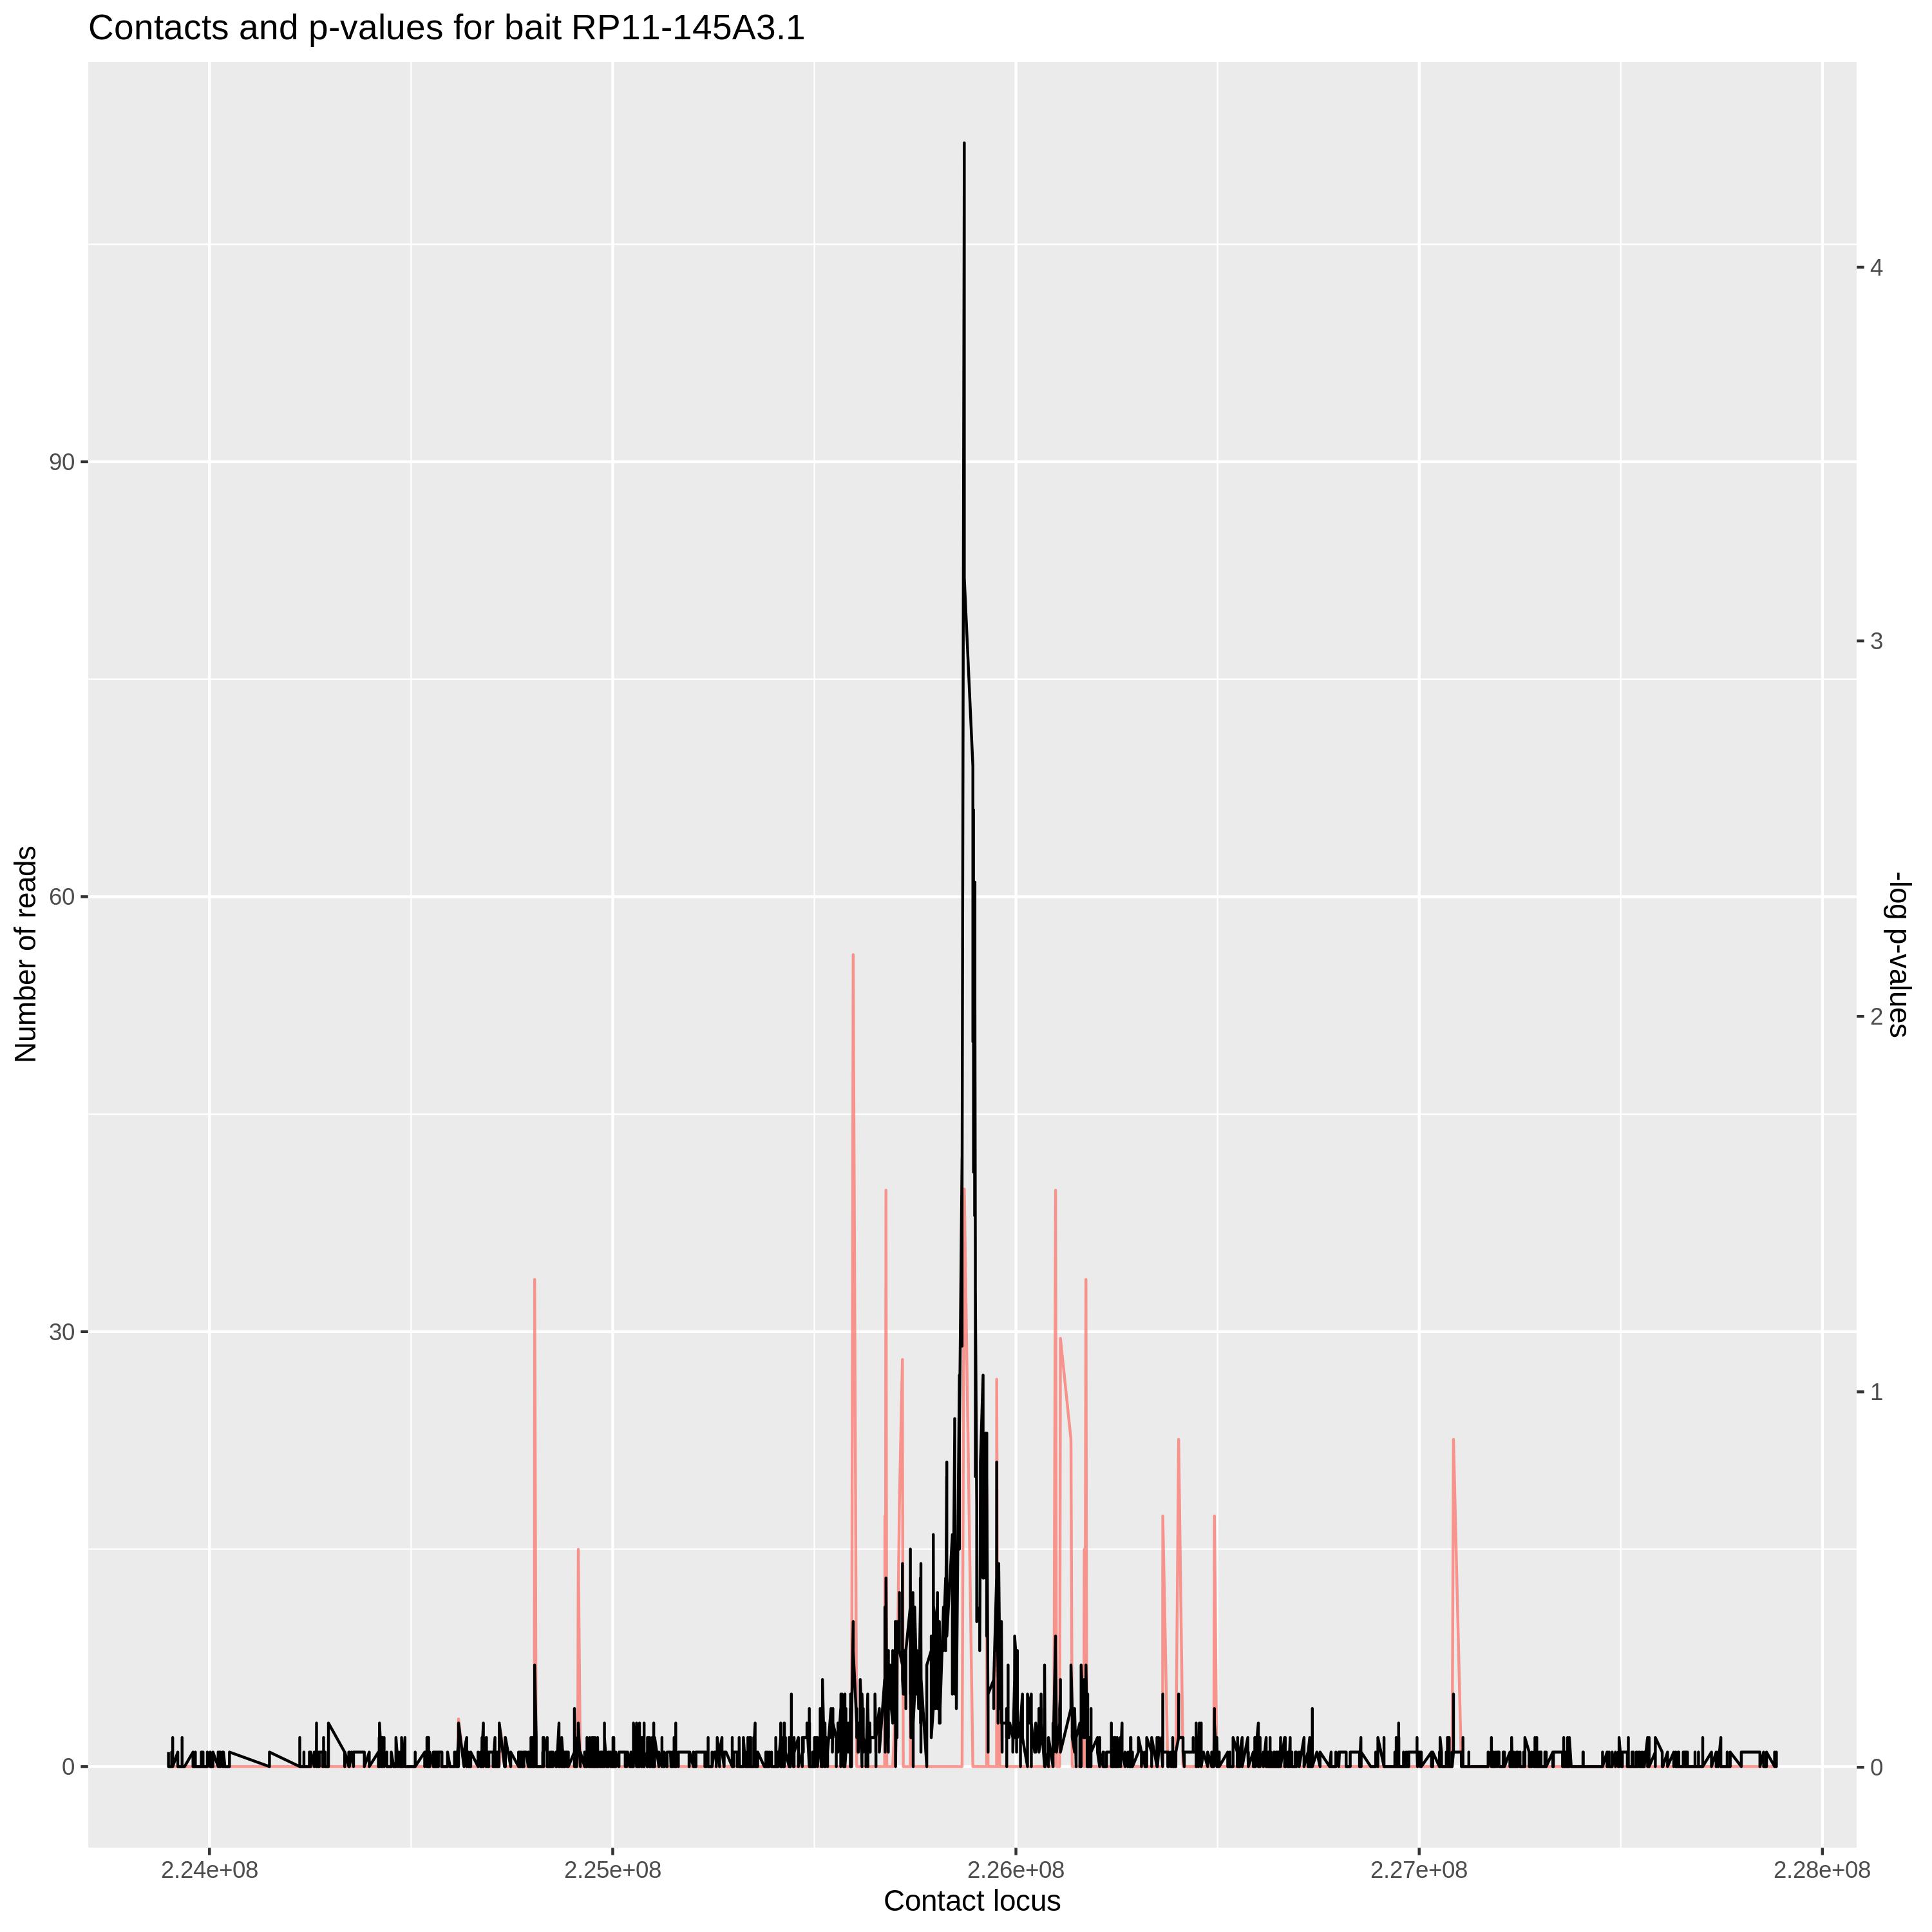 Contacts and p-values for bait RP11-145A3.1
Number of reads
90
60
30
0
4
3
2
1
0
-log p-values
2.24e+08 2.25e+08 2.26e+08 2.27e+08 2.28e+08
Contact locus